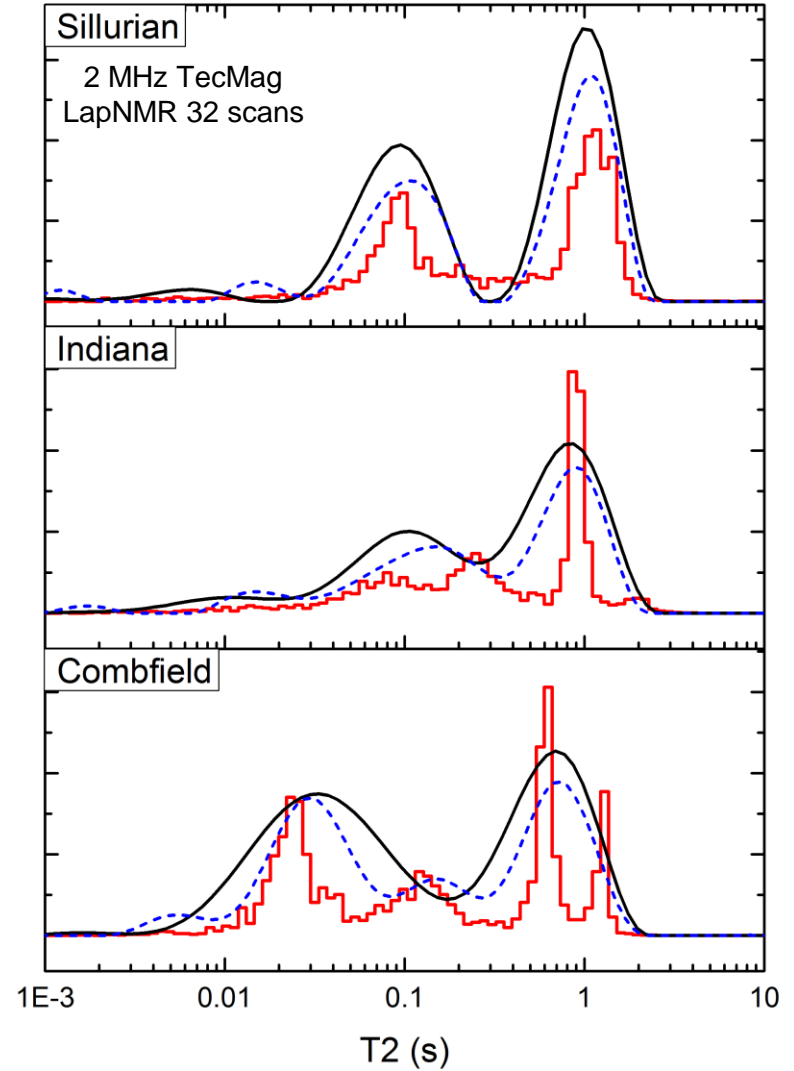 Sillurian
2 MHz TecMag
LapNMR 32 scans
Indiana
Combfield
1E-3 0.01 0.1 1 10
T2 (s)